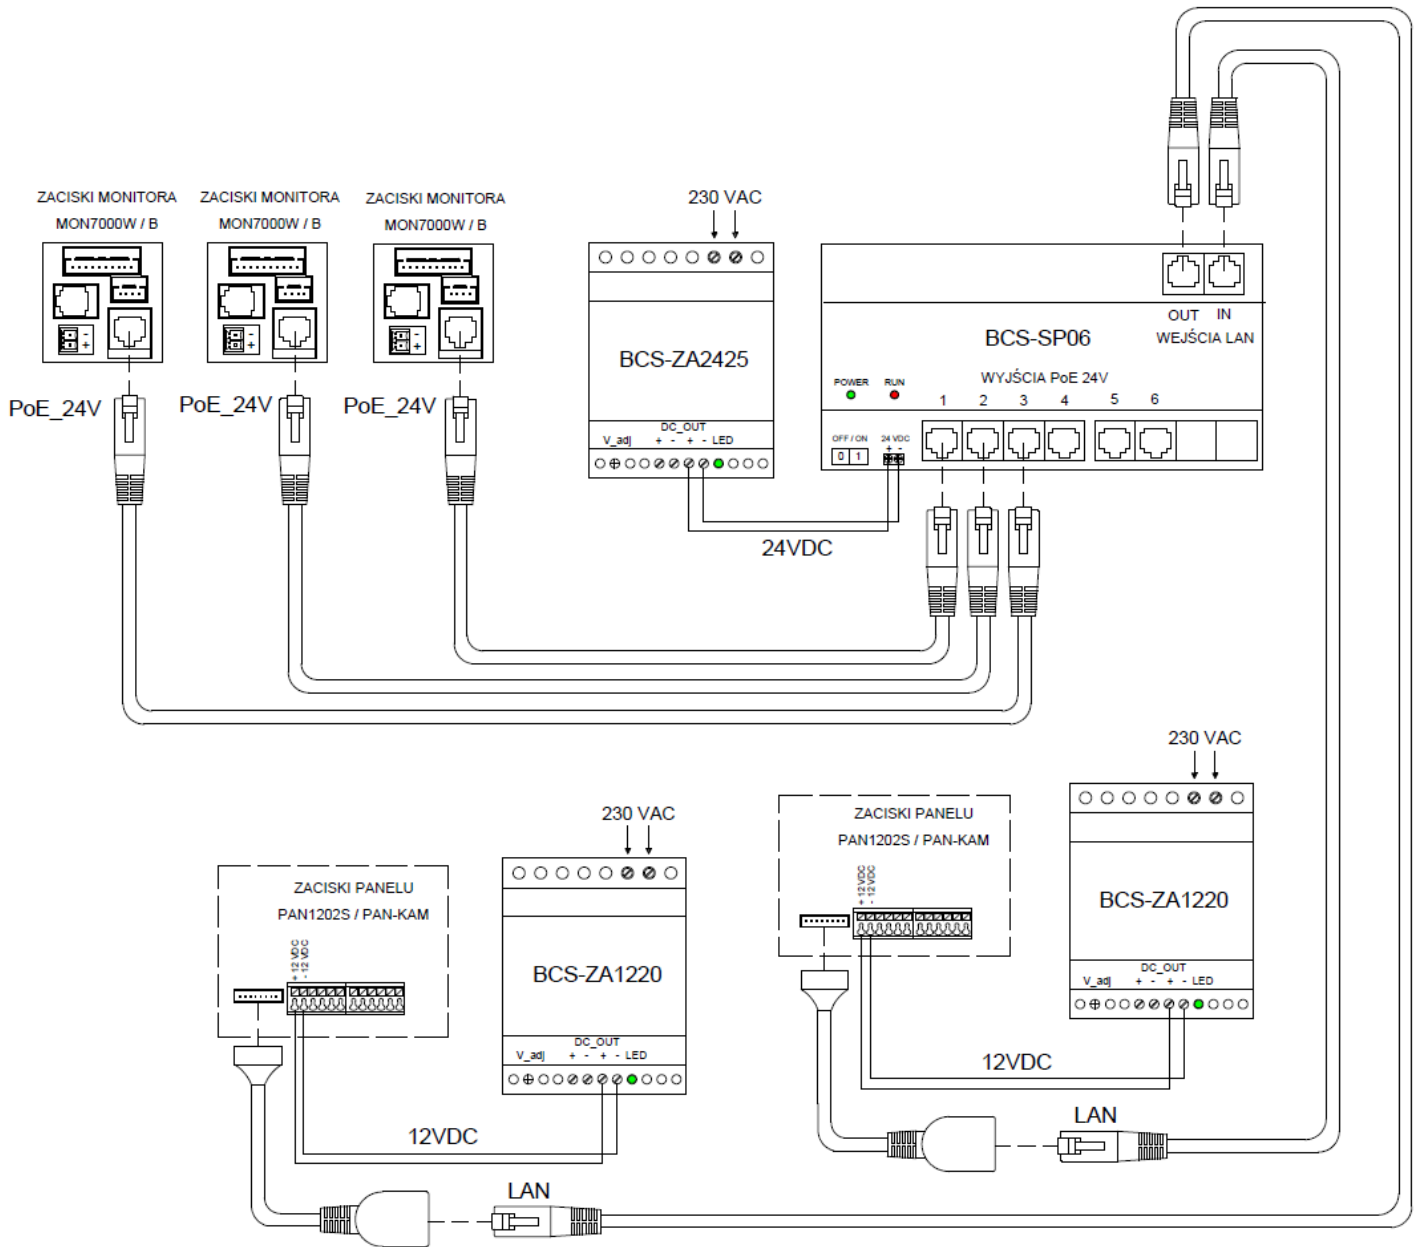 ZACISKI MONITORA
MON7000W / B
ZACISKI MONITORA
MON7000W / B
ZACISKI MONITORA
MON7000W / B
- +
- +
- +
PoE_24V
PoE_24V
PoE_24V
230 VAC
BCS-ZA2425
DC_OUT
V_adj + - + - LED
24VDC
OUT IN
WEJŚCIA LAN
BCS-SP06
WYJŚCIA PoE 24V
POWER RUN
1 2 3 4 5 6
OFF / ON
0 1
24 VDC
+ -
230 VAC
ZACISKI PANELU
PAN1202S / PAN-KAM
+ 12 VDC
- 12 VDC
BCS-ZA1220
DC_OUT
V_adj + - + - LED
12VDC
LAN
230 VAC
ZACISKI PANELU
PAN1202S / PAN-KAM
+ 12 VDC
- 12 VDC
BCS-ZA1220
DC_OUT
V_adj + - + - LED
12VDC
LAN